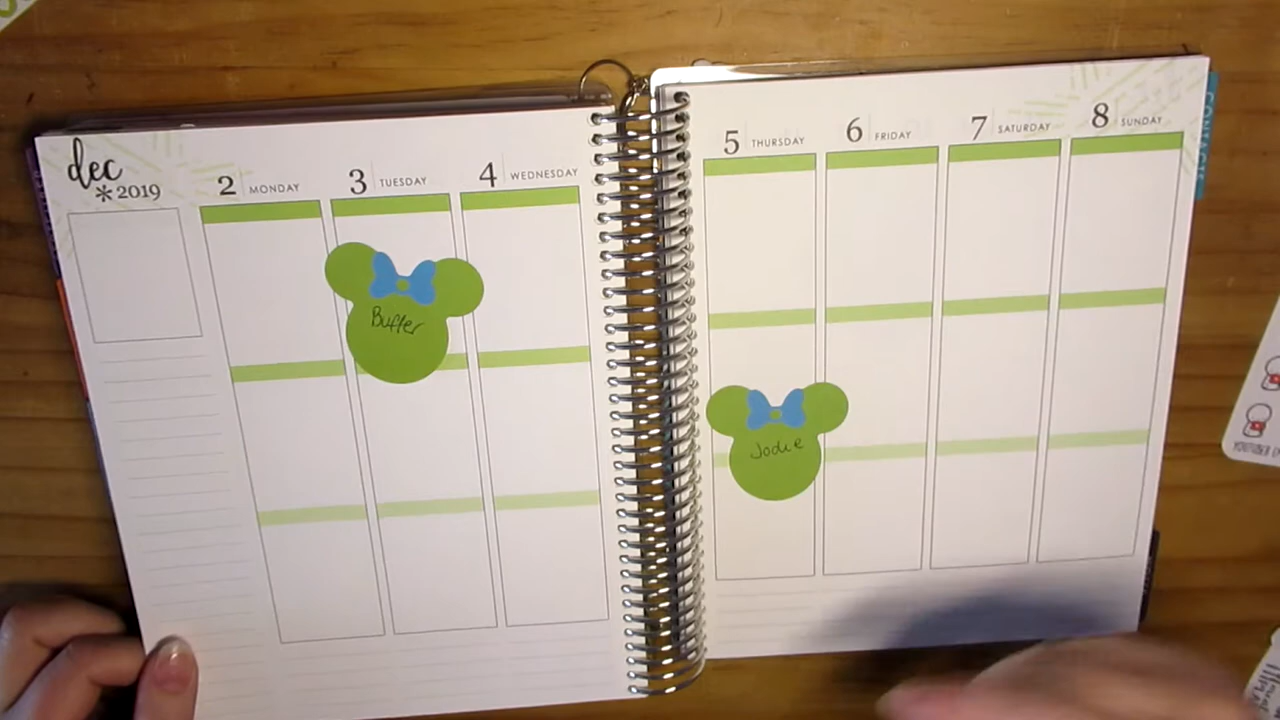 dec
*2019
2 MONDAY
3 TUESDAY
4 WEDNESDAY
5 THURSDAY
6 FRIDAY
7 SATURDAY
8 SUNDAY
Buffer
Jodie